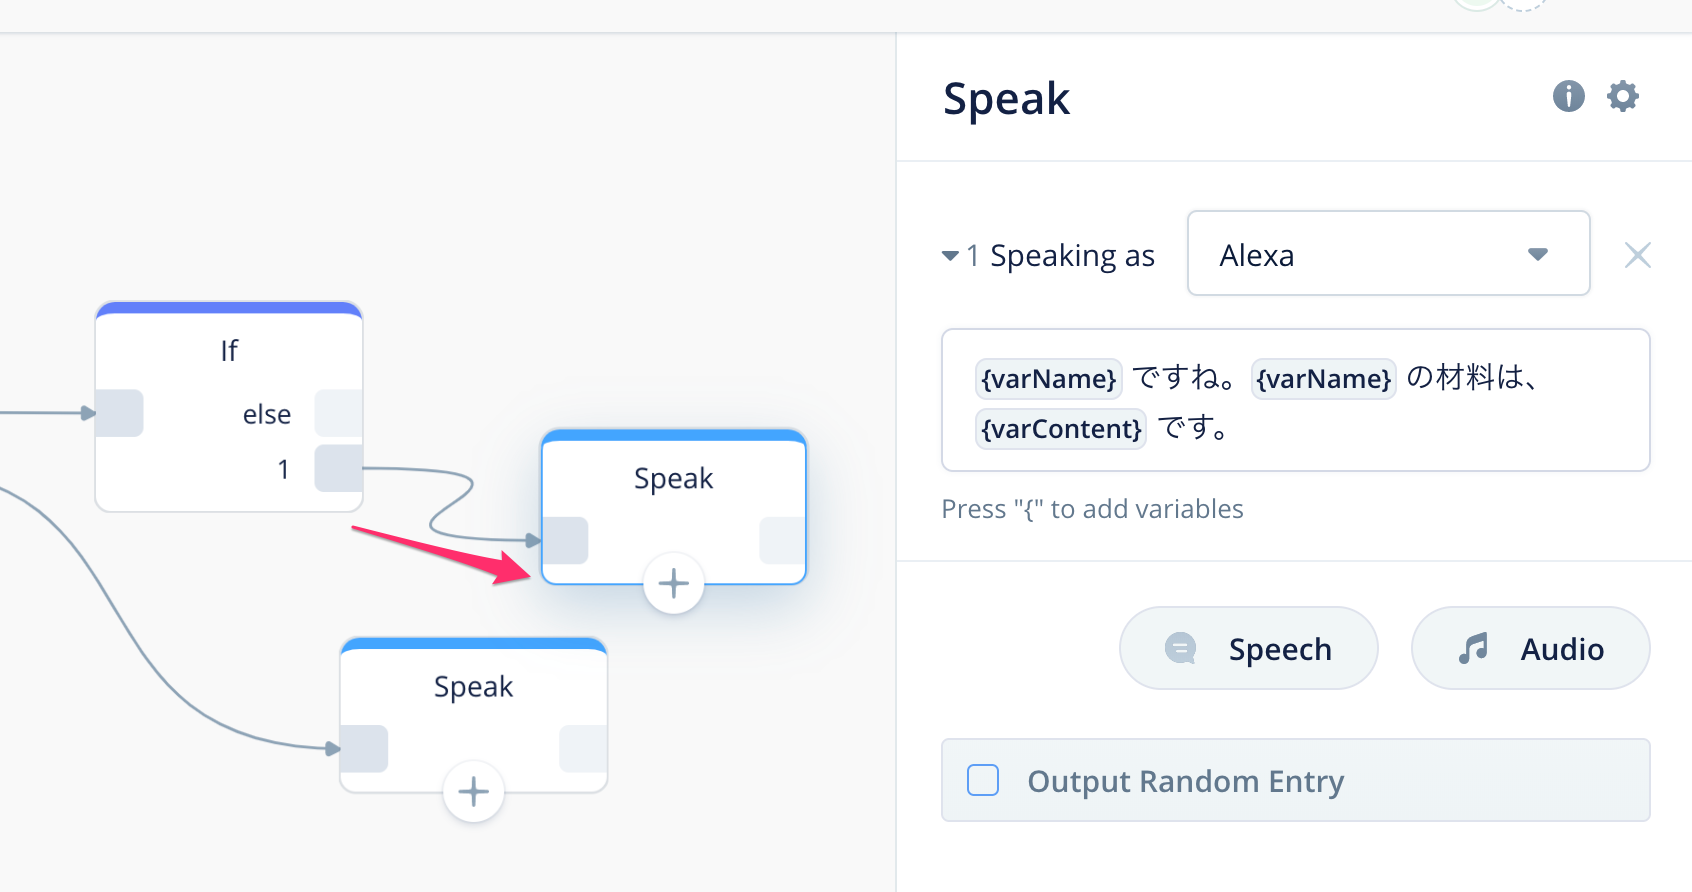 If
else
1
Speak
Speak
Speak
1 Speaking as
Alexa
{varName} ですね。 {varName} の材料は、
{varContent} です。
Press "{" to add variables
Speech
Audio
Output Random Entry